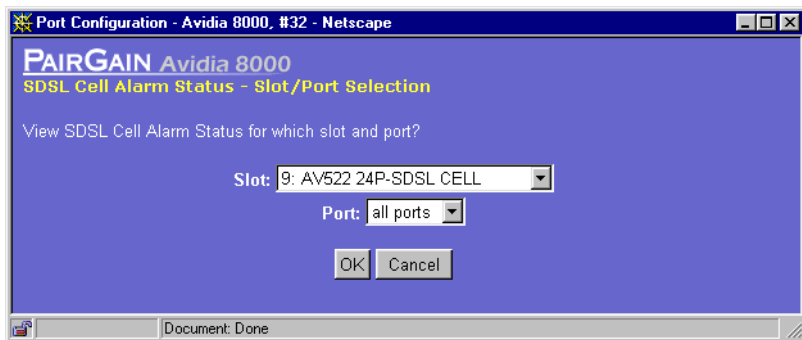 Port Configuration - Avidia 8000, #32 - Netscape
PAIRGAIN Avidia 8000
SDSL Cell Alarm Status - Slot/Port Selection
View SDSL Cell Alarm Status for which slot and port?
Slot: 9: AV522 24P-SDSL CELL
Port: all ports
OK Cancel
Document: Done